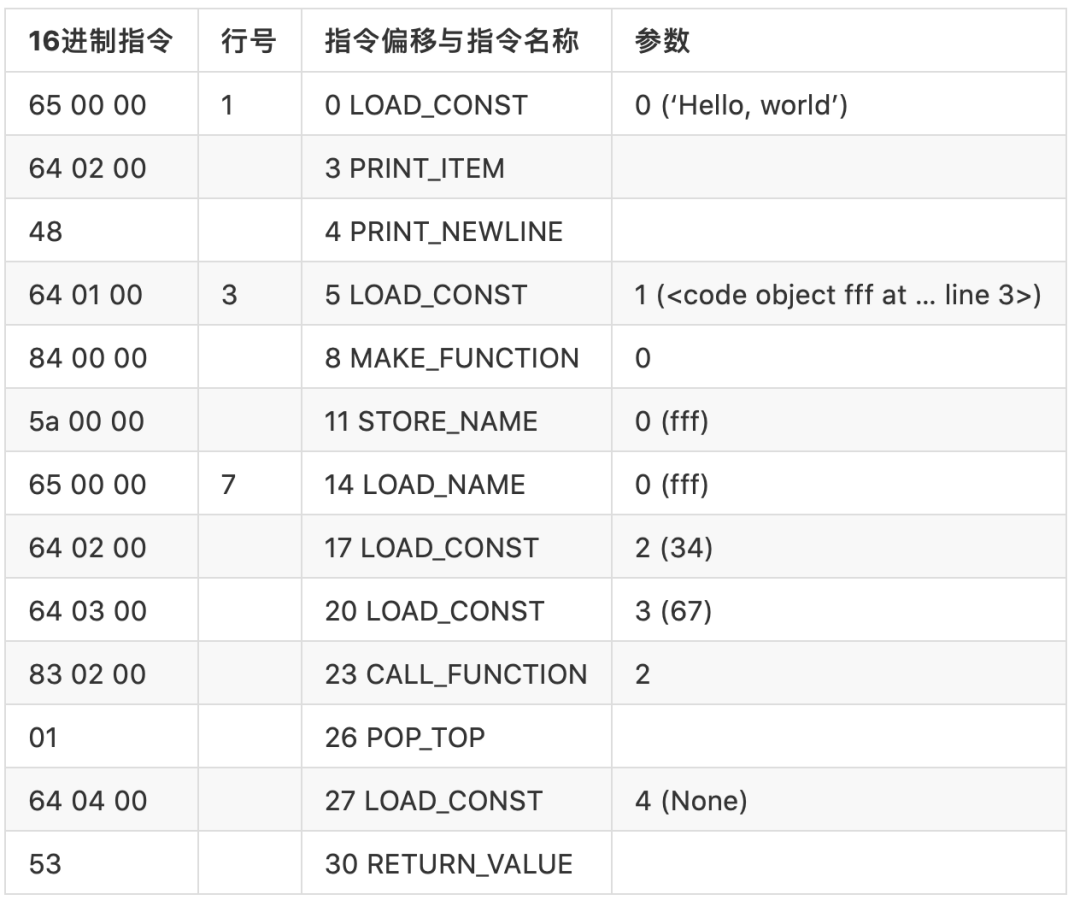 16进制指令 行号 指令偏移与指令名称 参数
65 00 00 1 0 LOAD_CONST 0 (‘Hello, world’)
64 02 00 3 PRINT_ITEM
48 4 PRINT_NEWLINE
64 01 00 3 5 LOAD_CONST 1 (<code object fff at ... line 3>)
84 00 00 8 MAKE_FUNCTION 0
5a 00 00 11 STORE_NAME 0 (fff)
65 00 00 7 14 LOAD_NAME 0 (fff)
64 02 00 17 LOAD_CONST 2 (34)
64 03 00 20 LOAD_CONST 3 (67)
83 02 00 23 CALL_FUNCTION 2
01 26 POP_TOP
64 04 00 27 LOAD_CONST 4 (None)
53 30 RETURN_VALUE